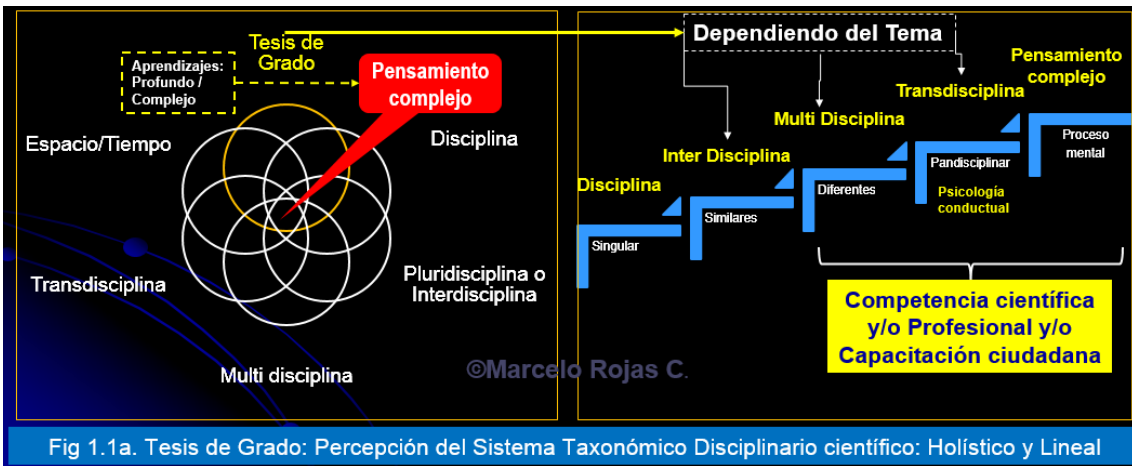 Tesis de
Grado
Aprendizajes:
Profundo /
Complejo
Pensamiento
complejo
Espacio/Tiempo
Disciplina
Transdisciplina
Pluridisciplina o
Interdisciplina
Multi disciplina
Dependiendo del Tema
Pensamiento
complejo
Transdisciplina
Multi Disciplina
Inter Disciplina
Disciplina
Proceso
mental
Pandisciplinar
Psicología
conductual
Diferentes
Similares
Singular
Competencia científica
y/o Profesional y/o
Capacitación ciudadana
©Marcelo Rojas C.
Fig 1.1a. Tesis de Grado: Percepción del Sistema Taxonómico Disciplinario científico: Holístico y Lineal